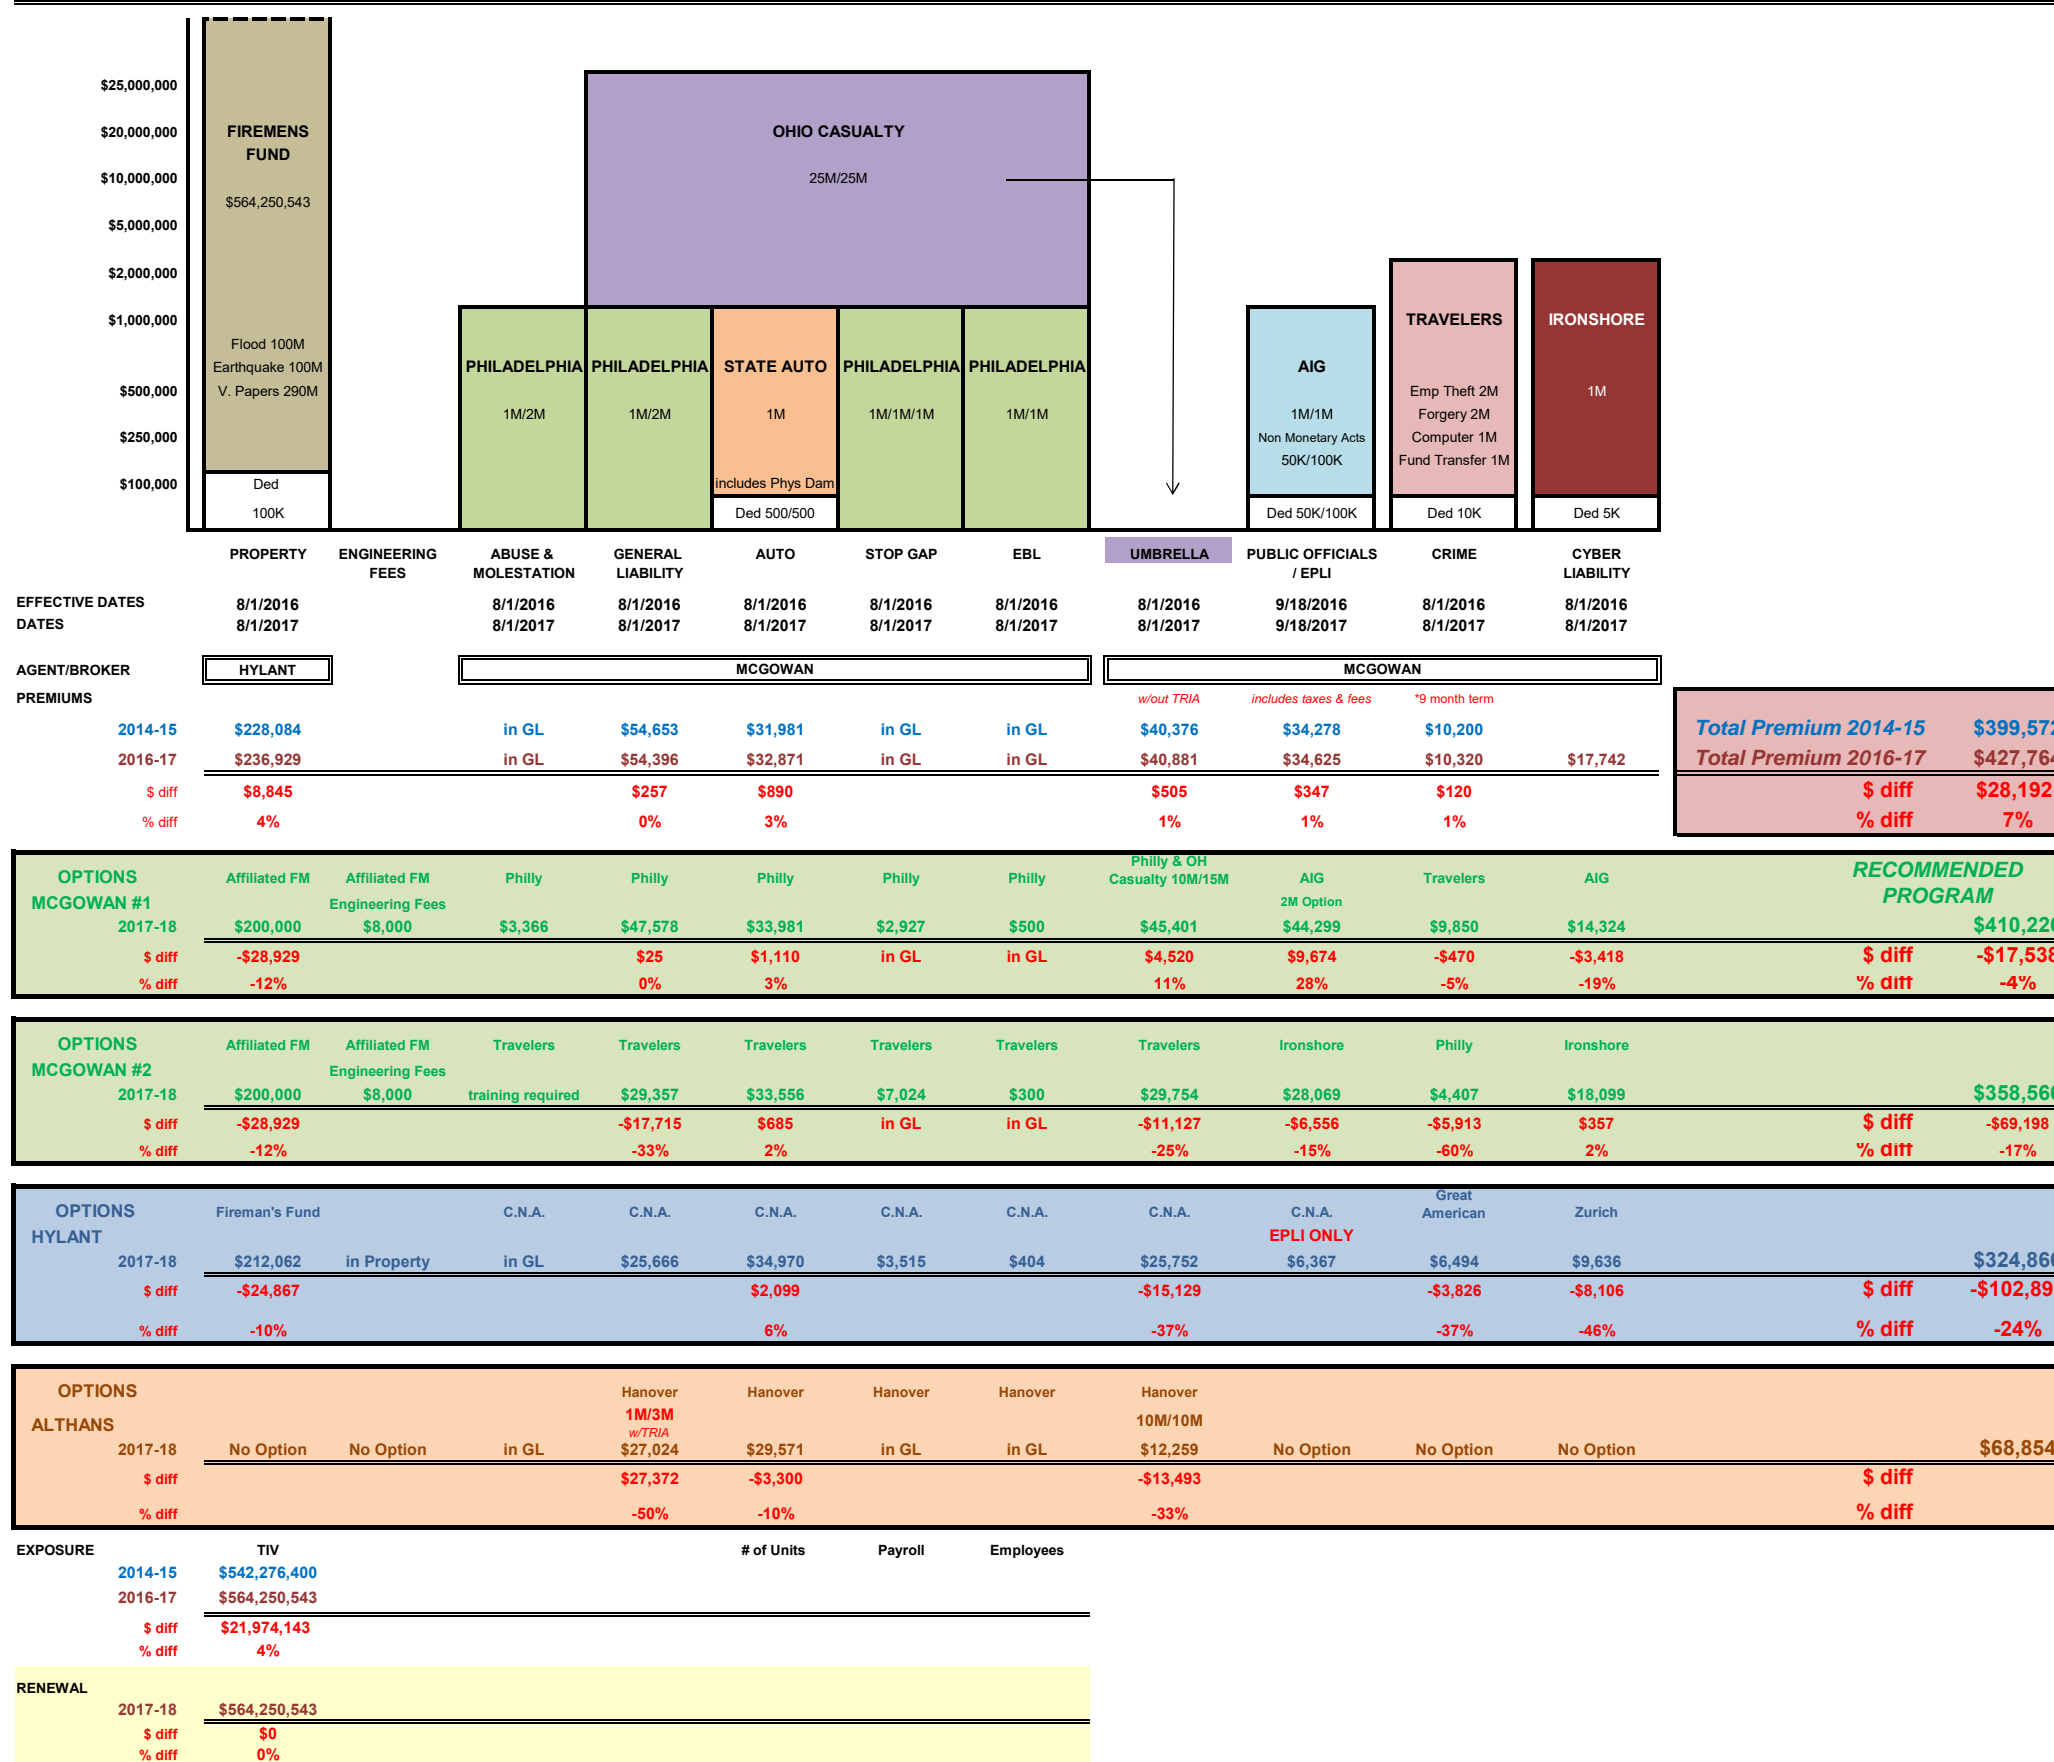 $25,000,000
$20,000,000 FIREMENS OHIO CASUALTY
FUND
$10,000,000 25M/25M
$564,250,543
$5,000,000
$2,000,000
$1,000,000 TRAVELERS IRONSHORE
Flood 100M
Earthquake 100M PHILADELPHIA PHILADELPHIA STATE AUTO PHILADELPHIA PHILADELPHIA AIG
$500,000 V. Papers 290M Emp Theft 2M 1M
1M/2M 1M/2M 1M 1M/1M/1M 1M/1M 1M/1M Forgery 2M
$250,000 Non Monetary Acts Computer 1M
50K/100K Fund Transfer 1M
$100,000 Ded includes Phys Dam
100K Ded 500/500 Ded 50K/100K Ded 10K Ded 5K
PROPERTY ENGINEERING ABUSE & GENERAL AUTO STOP GAP EBL UMBRELLA PUBLIC OFFICIALS CRIME CYBER
FEES MOLESTATION LIABILITY / EPLI LIABILITY
EFFECTIVE DATES 8/1/2016 8/1/2016 8/1/2016 8/1/2016 8/1/2016 8/1/2016 8/1/2016 9/18/2016 8/1/2016 8/1/2016
DATES 8/1/2017 8/1/2017 8/1/2017 8/1/2017 8/1/2017 8/1/2017 8/1/2017 9/18/2017 8/1/2017 8/1/2017
AGENT/BROKER HYLANT MCGOWAN MCGOWAN
PREMIUMS w/out TRIA includes taxes & fees *9 month term
2014-15 $228,084 in GL $54,653 $31,981 in GL in GL $40,376 $34,278 $10,200 Total Premium 2014-15 $399,572
2016-17 $236,929 in GL $54,396 $32,871 in GL in GL $40,881 $34,625 $10,320 $17,742 Total Premium 2016-17 $427,764
$ diff $8,845 $257 $890 $505 $347 $120 $ diff $28,192
% diff 4% 0% 3% 1% 1% 1% % diff 7%
Philly & OH
OPTIONS Affiliated FM Affiliated FM Philly Philly Philly Philly Philly Casualty 10M/15M AIG Travelers AIG RECOMMENDED
MCGOWAN #1 Engineering Fees 2M Option PROGRAM
2017-18 $200,000 $8,000 $3,366 $47,578 $33,981 $2,927 $500 $45,401 $44,299 $9,850 $14,324 $410,226
$ diff -$28,929 $25 $1,110 in GL in GL $4,520 $9,674 -$470 -$3,418 $ diff -$17,538
% diff -12% 0% 3% 11% 28% -5% -19% % diff -4%
OPTIONS Affiliated FM Affiliated FM Travelers Travelers Travelers Travelers Travelers Travelers Ironshore Philly Ironshore
MCGOWAN #2 Engineering Fees
2017-18 $200,000 $8,000 training required $29,357 $33,556 $7,024 $300 $29,754 $28,069 $4,407 $18,099 $358,566
$ diff -$28,929 -$17,715 $685 in GL in GL -$11,127 -$6,556 -$5,913 $357 $ diff -$69,198
% diff -12% -33% 2% -25% -15% -60% 2% % diff -17%
Great
OPTIONS Fireman's Fund C.N.A. C.N.A. C.N.A. C.N.A. C.N.A. C.N.A. C.N.A. American Zurich
HYLANT EPLI ONLY
2017-18 $212,062 in Property in GL $25,666 $34,970 $3,515 $404 $25,752 $6,367 $6,494 $9,636 $324,866
$ diff -$24,867 $2,099 -$15,129 -$3,826 -$8,106 $ diff -$102,89
% diff -10% 6% -37% -37% -46% % diff -24%
OPTIONS Hanover Hanover Hanover Hanover Hanover
ALTHANS 1M/3M 10M/10M
w/TRIA
2017-18 No Option No Option in GL $27,024 $29,571 in GL in GL $12,259 No Option No Option No Option $68,854
$ diff $27,372 -$3,300 -$13,493 $ diff
% diff -50% -10% -33% % diff
EXPOSURE TIV # of Units Payroll Employees
2014-15 $542,276,400
2016-17 $564,250,543
$ diff $21,974,143
% diff 4%
RENEWAL
2017-18 $564,250,543
$ diff $0
% diff 0%